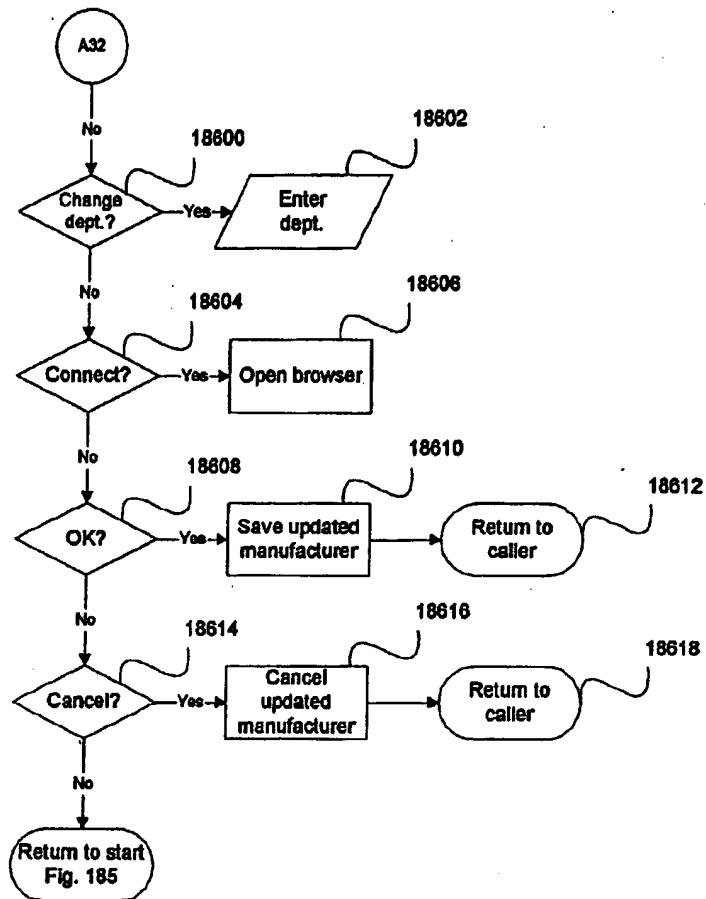 A32
No
18600
18602
Change
dept.?
Yes
Enter
dept.
No
18604
18606
Connect?
Yes
Open browser
No
18608
18610
18612
OK?
Yes
Save updated
manufacturer
Return to
caller
No
18614
18616
18618
Cancel?
Yes
Cancel
updated
manufacturer
Return to
caller
No
Return to start
Fig. 185